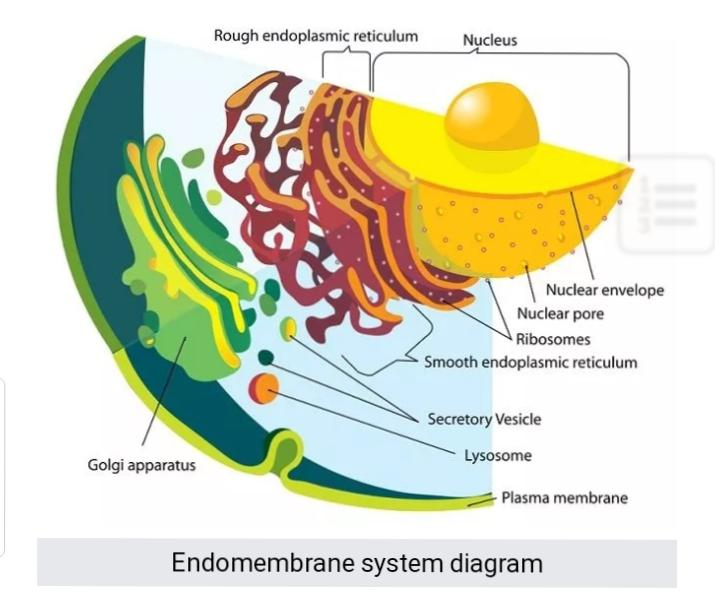 Rough endoplasmic reticulum
Nucleus
Nuclear envelope
Nuclear pore
Ribosomes
Smooth endoplasmic reticulum
Secretory Vesicle
Lysosome
Golgi apparatus
Plasma membrane
Endomembrane system diagram